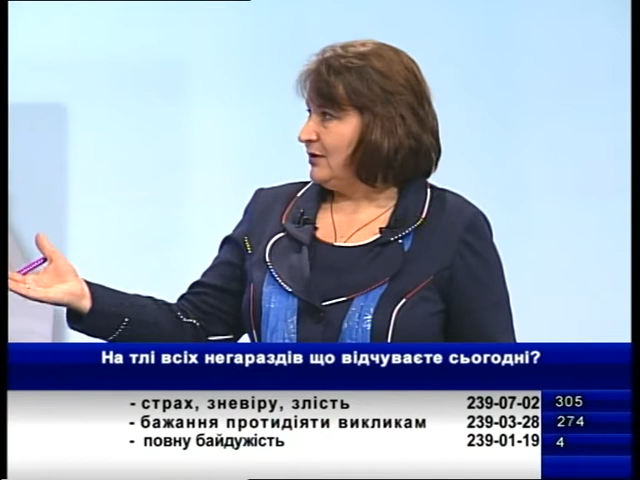 На тлі всіх негараздів що відчуваєте сьогодні?
- страх, зневіру, злість 239-07-02 305
- бажання протидіяти викликам 239-03-28 274
- повну байдужість 239-01-19 4